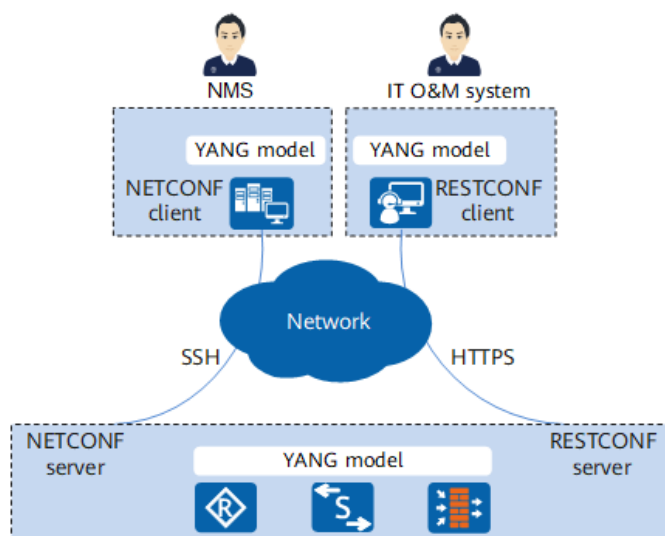 NMS
IT O&M system
YANG model
YANG model
NETCONF
client
RESTCONF
client
Network
SSH
HTTPS
NETCONF
server
YANG model
RESTCONF
server
R
S